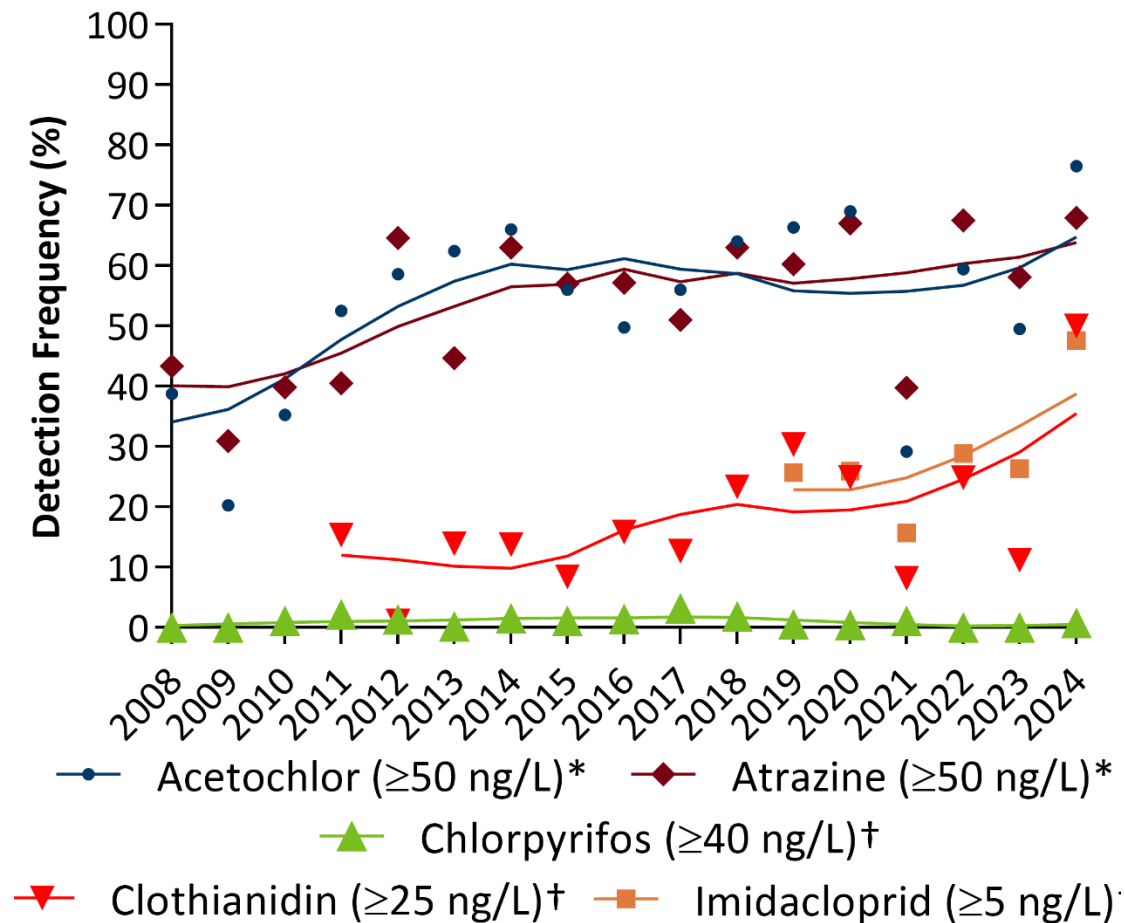 Detection Frequency (%)
100
90
80
70
60
50
40
30
20
10
0
2008 2009 2010 2011 2012 2013 2014 2015 2016 2017 2018 2019 2020 2021 2022 2023 2024
Acetochlor (≥50 ng/L)* Atrazine (≥50 ng/L)*
Chlorpyrifos (≥40 ng/L)†
Clothianidin (≥25 ng/L)† Imidacloprid (≥5 ng/L)